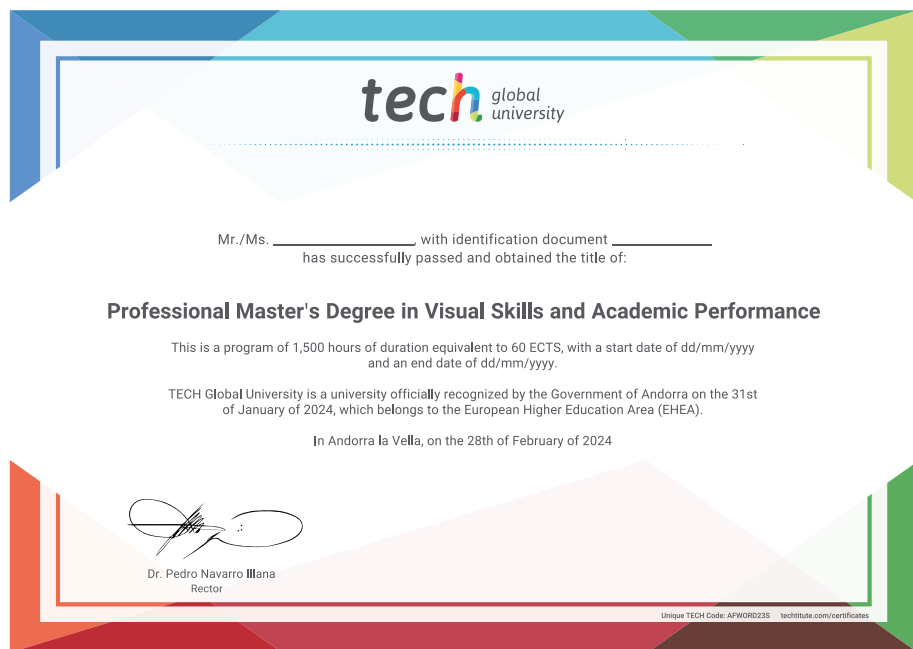 tech global
university
Mr./Ms. ____________, with identification document ____________
has successfully passed and obtained the title of:
Professional Master's Degree in Visual Skills and Academic Performance
This is a program of 1,500 hours of duration equivalent to 60 ECTS, with a start date of dd/mm/yyyy
and an end date of dd/mm/yyyy.
TECH Global University is a university officially recognized by the Government of Andorra on the 31st
of January of 2024, which belongs to the European Higher Education Area (EHEA).
In Andorra la Vella, on the 28th of February of 2024
Dr. Pedro Navarro Illana
Rector
Unique TECH Code: AFWORD23S techtitute.com/certificates